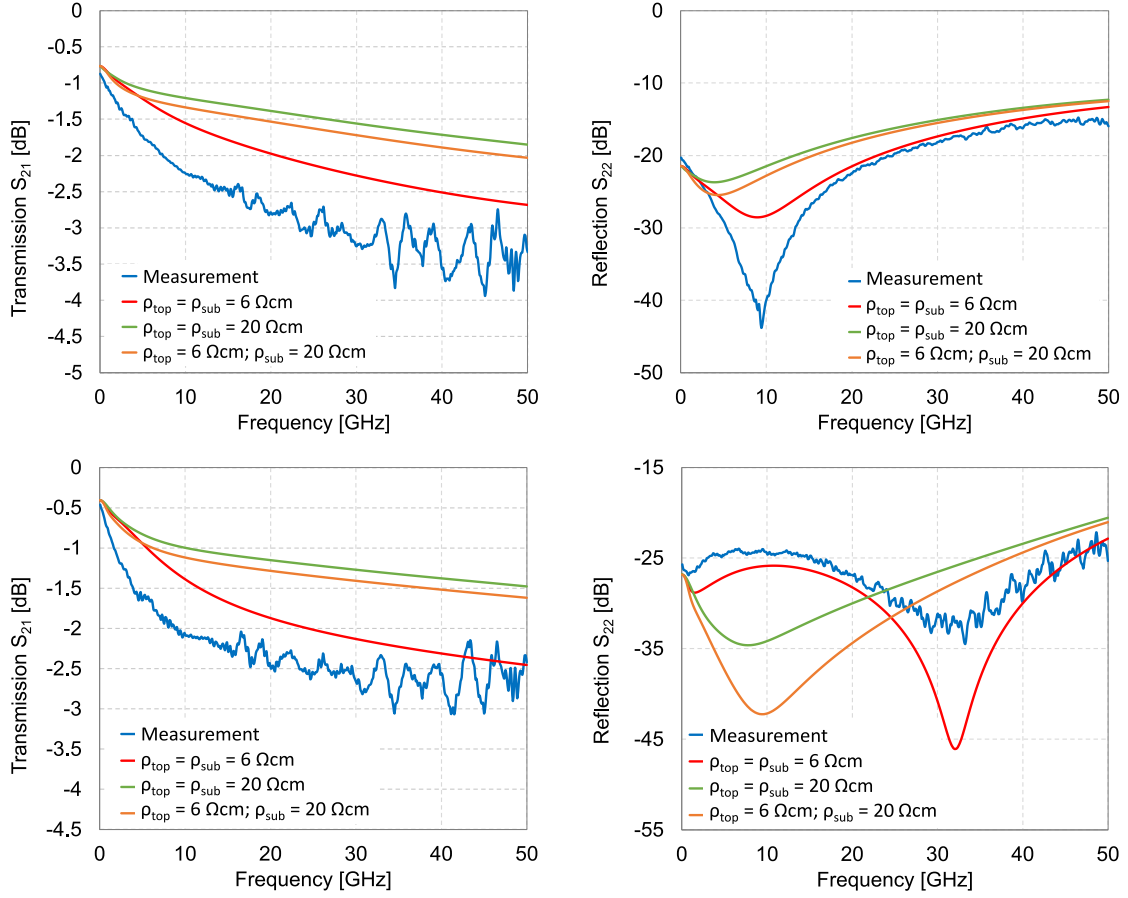 Transmission S21 [dB]
0
-0.5
-1
-1.5
-2
-2.5
-3
-3.5
-4
-4.5
-5
Measurement
ρtop = ρsub = 6 Ωcm
ρtop = ρsub = 20 Ωcm
ρtop = 6 Ωcm; ρsub = 20 Ωcm
0 10 20 30 40 50
Frequency [GHz]
Reflection S22 [dB]
0
-10
-20
-30
-40
-50
Measurement
ρtop = ρsub = 6 Ωcm
ρtop = ρsub = 20 Ωcm
ρtop = 6 Ωcm; ρsub = 20 Ωcm
0 10 20 30 40 50
Frequency [GHz]
Transmission S21 [dB]
0
-0.5
-1
-1.5
-2
-2.5
-3
-3.5
-4
-4.5
Measurement
ρtop = ρsub = 6 Ωcm
ρtop = ρsub = 20 Ωcm
ρtop = 6 Ωcm; ρsub = 20 Ωcm
0 10 20 30 40 50
Frequency [GHz]
Reflection S22 [dB]
-15
-25
-35
-45
-55
Measurement
ρtop = ρsub = 6 Ωcm
ρtop = ρsub = 20 Ωcm
ρtop = 6 Ωcm; ρsub = 20 Ωcm
0 10 20 30 40 50
Frequency [GHz]